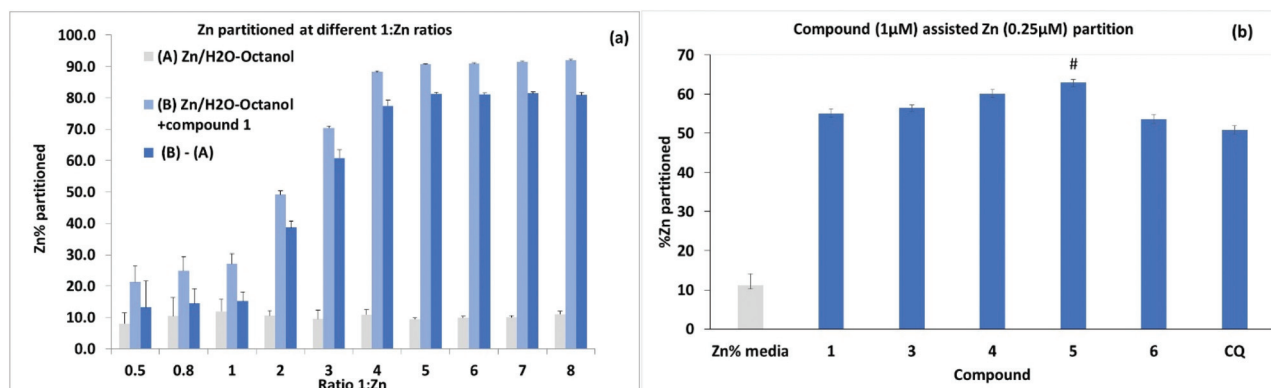 Zn partitioned at different 1:Zn ratios
(a)
100.0
90.0
80.0
70.0
60.0
50.0
40.0
30.0
20.0
10.0
0.0
Zn% partitioned
(A) Zn/H2O-Octanol
(B) Zn/H2O-Octanol
+compound 1
(B) - (A)
0.5 0.8 1 2 3 4 5 6 7 8
Ratio 1:Zn
Compound (1µM) assisted Zn (0.25µM) partition
(b)
70
60
50
40
30
20
10
0
%Zn partitioned
#
Zn% media 1 3 4 5 6 CQ
Compound